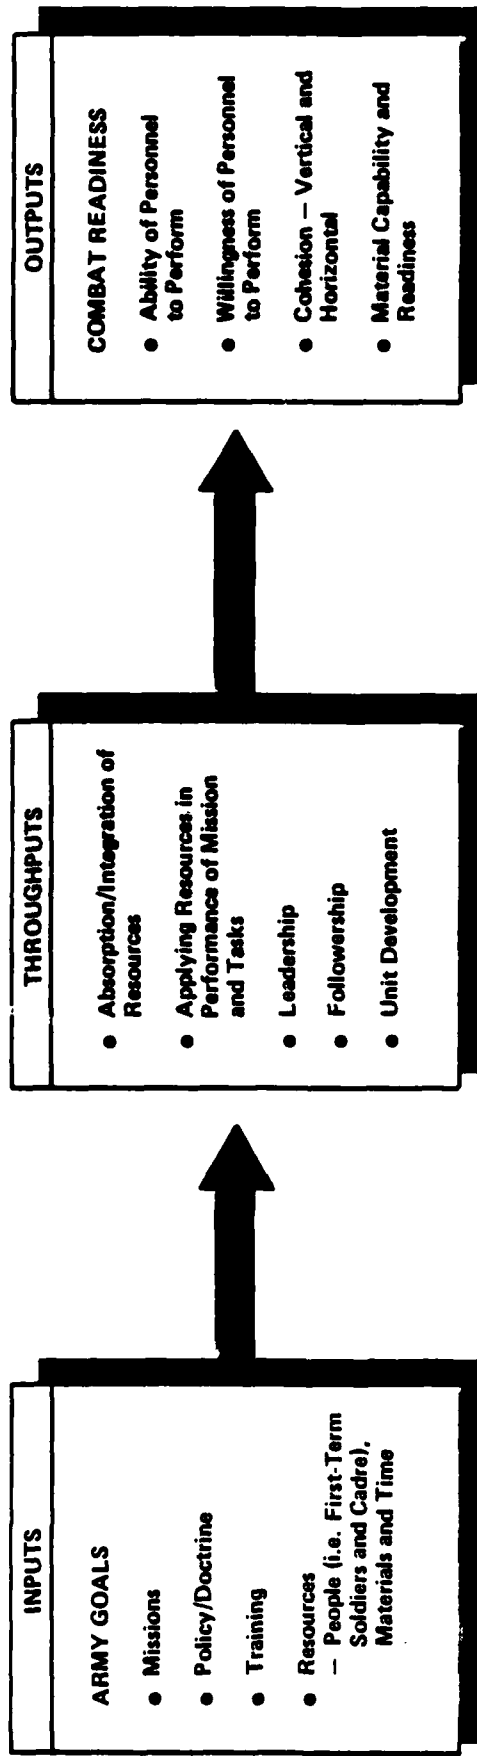 INPUTS
ARMY GOALS
● Missions
● Policy/Doctrine
● Training
● Resources
— People (i.e. First-Term
Soldiers and Cadre),
Materials and Time
THROUGHPUTS
● Absorption/Integration of
Resources
● Applying Resources in
Performance of Mission
and Tasks
● Leadership
● Followership
● Unit Development
OUTPUTS
COMBAT READINESS
● Ability of Personnel
to Perform
● Willingness of Personnel
to Perform
● Cohesion — Vertical and
Horizontal
● Material Capability and
Readiness